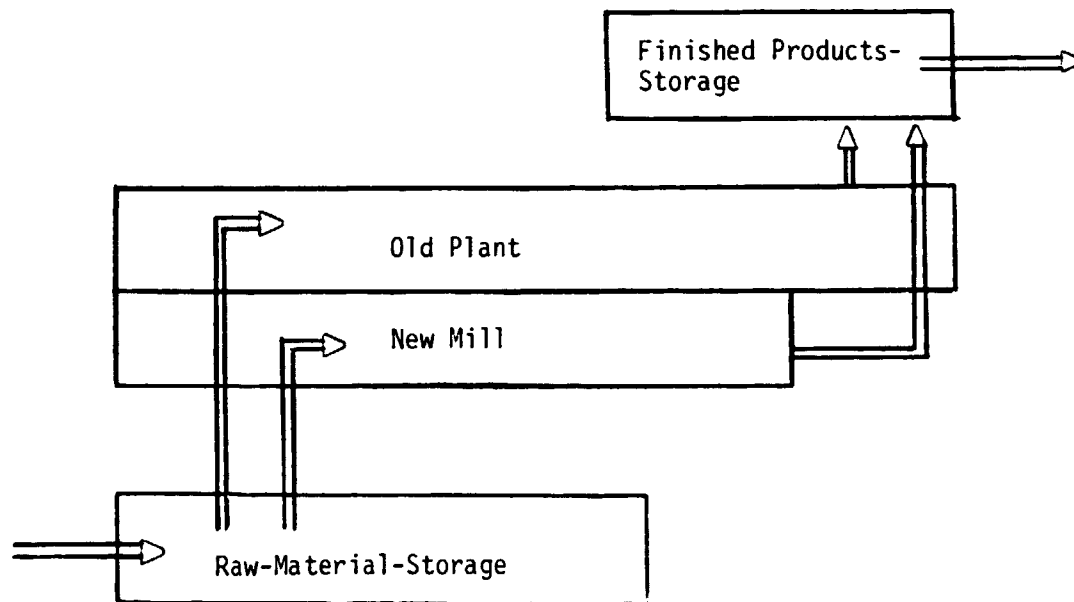 Finished Products-
Storage
Old Plant
New Mill
Raw-Material-Storage